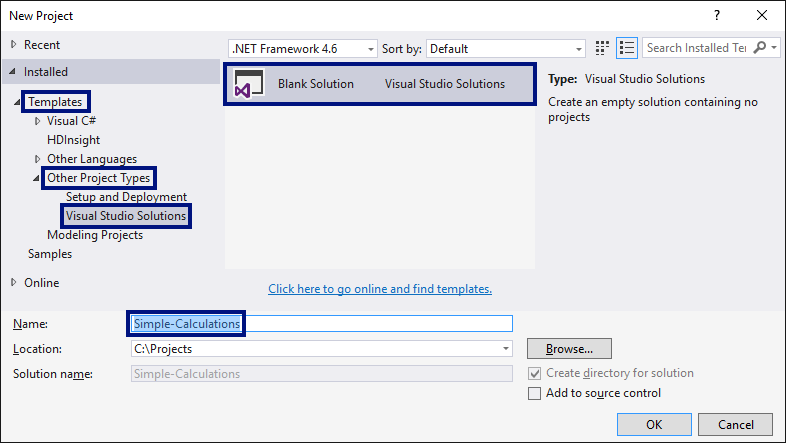 New Project
?
Recent
.NET Framework 4.6
Sort by:
Default
Search Installed Te
Installed
Templates
Visual C#
HDInsight
Other Languages
Other Project Types
Setup and Deployment
Visual Studio Solutions
Modeling Projects
Samples
Online
Blank Solution
Visual Studio Solutions
Type: Visual Studio Solutions
Create an empty solution containing no
projects
Click here to go online and find templates.
Name:
Simple-Calculations
Location:
C:\Projects
Browse...
Solution name:
Simple-Calculations
Create directory for solution
Add to source control
OK
Cancel